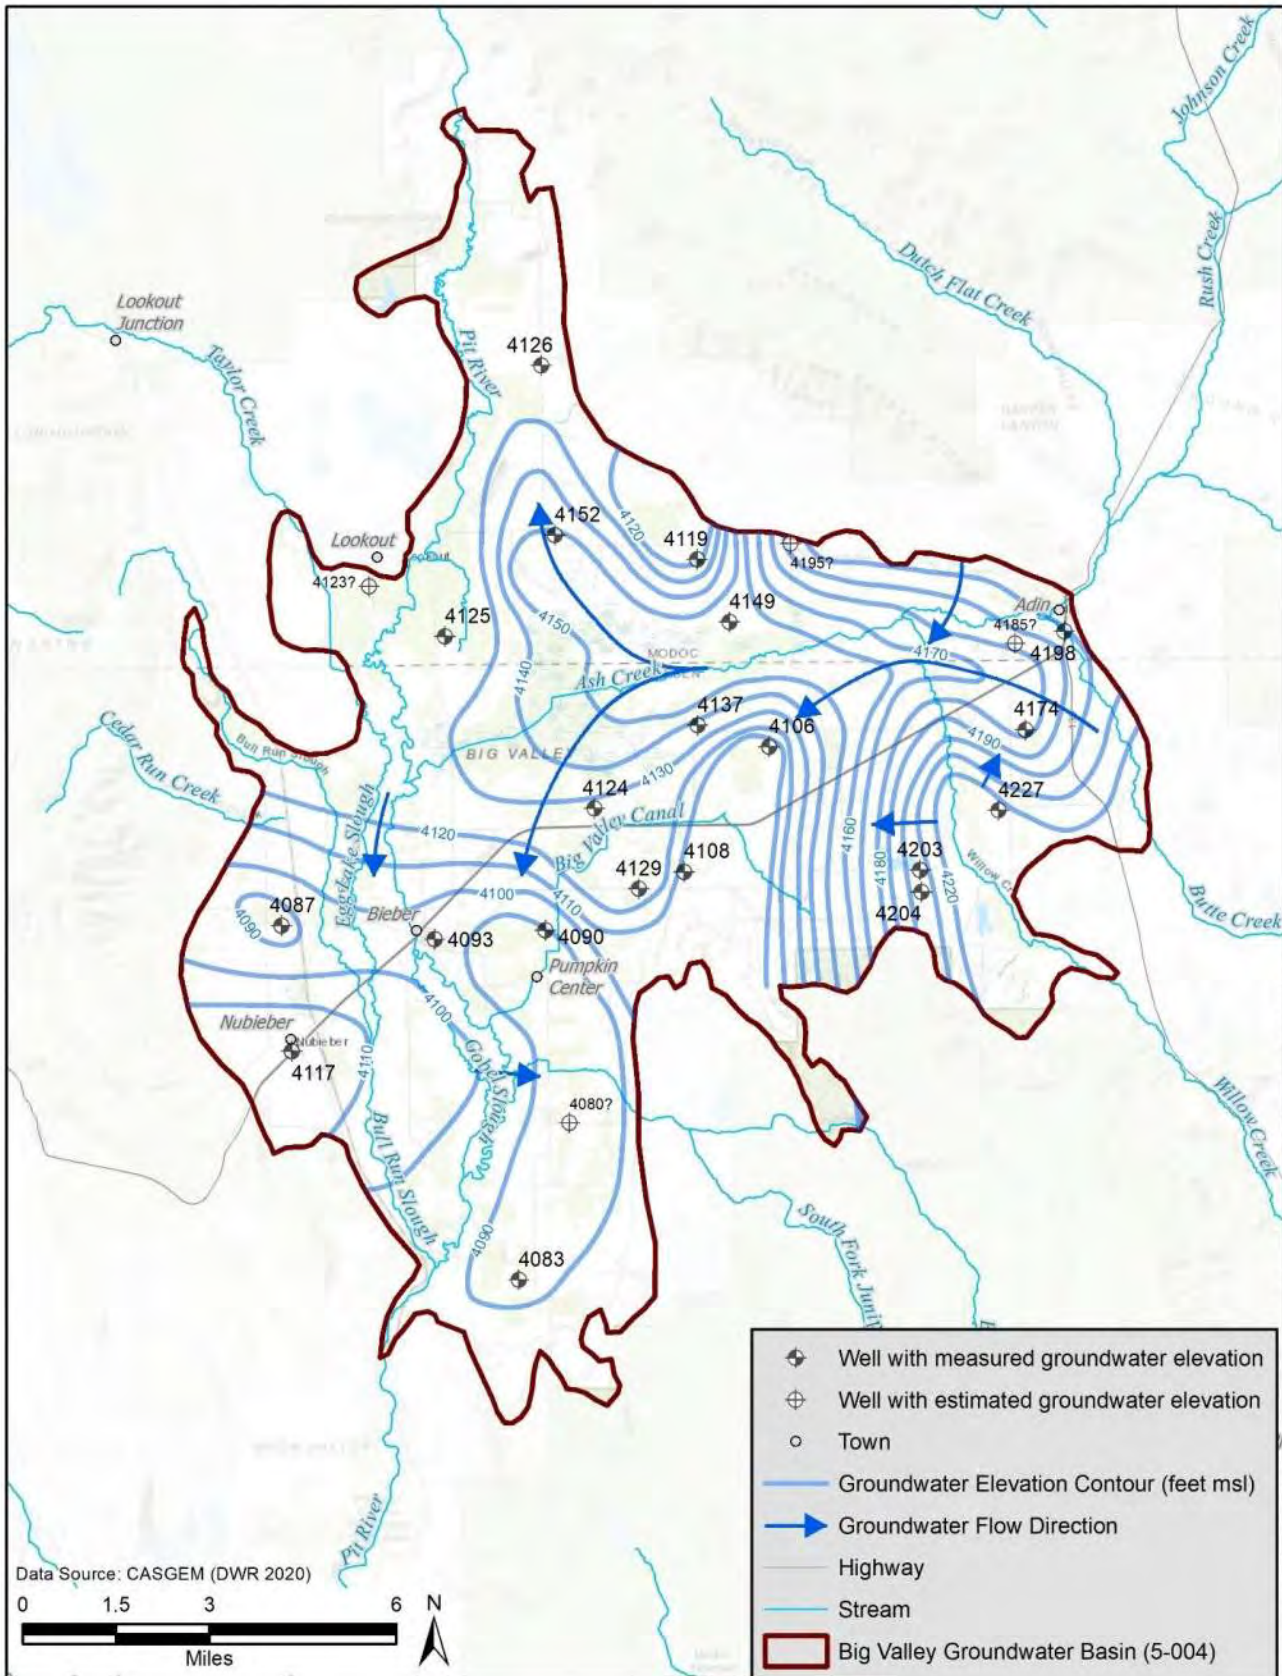 Johnson Creek
Rush Creek
Dutch Flat Creek
Lookout
Junction
Taylor Creek
Pit River
4126
4152
4120
4119
4195?
Lookout
4123?
4125
4149
Adin
4185?
4198
4150
4170
MODOC
4140
Ash Creek
4137
4106
4174
4190
Cedar Run Creek
Bull Run Slough
BIG VALLEY
4130
4124
Big Valley Canal
4227
4120
Egg Lake Slough
4160
4180
4203
4108
4129
4220
4204
Willow Cr
4087
4090
4100
4110
Bieber
4093
4090
Butte Creek
Pumpkin
Center
4100
Nubieber
Nubieber
4117
4110
Gobel Slough
4080?
Bull Run Slough
Willow Creek
4090
4083
South Fork Junip
Pit River
Well with measured groundwater elevation
Well with estimated groundwater elevation
Town
Groundwater Elevation Contour (feet msl)
Groundwater Flow Direction
Highway
Stream
Big Valley Groundwater Basin (5-004)
Data Source: CASGEM (DWR 2020)
0 1.5 3 6
Miles
N